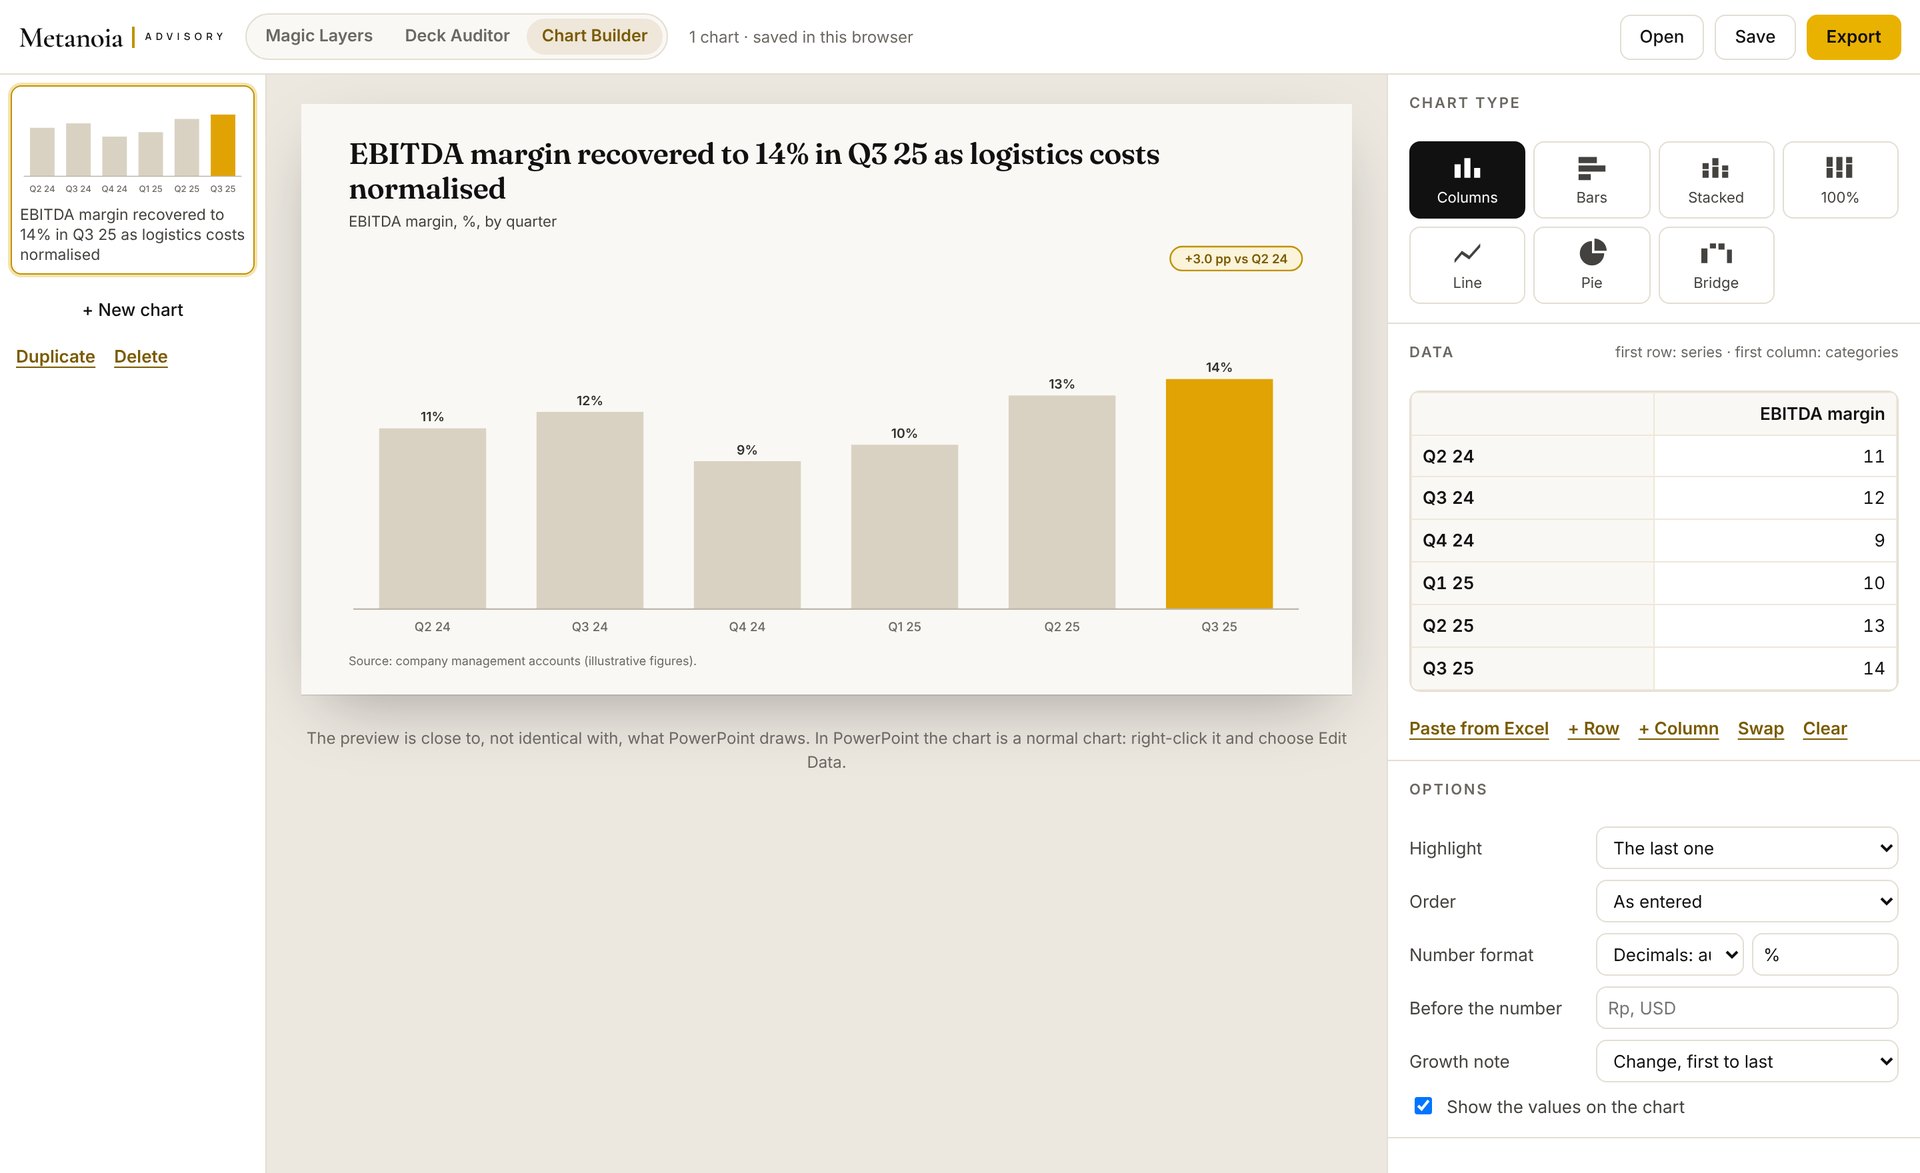 Metanoia | ADVISORY
Magic Layers
Deck Auditor
Chart Builder
1 chart · saved in this browser
Open
Save
Export
Q2 24 Q3 24 Q4 24 Q1 25 Q2 25 Q3 25
EBITDA margin recovered to
14% in Q3 25 as logistics costs
normalised
+ New chart
Duplicate
Delete
EBITDA margin recovered to 14% in Q3 25 as logistics costs
normalised
EBITDA margin, %, by quarter
+3.0 pp vs Q2 24
11%
12%
9%
10%
13%
14%
Q2 24
Q3 24
Q4 24
Q1 25
Q2 25
Q3 25
Source: company management accounts (illustrative figures).
The preview is close to, not identical with, what PowerPoint draws. In PowerPoint the chart is a normal chart: right-click it and choose Edit
Data.
CHART TYPE
Columns
Bars
Stacked
100%
Line
Pie
Bridge
DATA
first row: series · first column: categories
EBITDA margin
Q2 24 11
Q3 24 12
Q4 24 9
Q1 25 10
Q2 25 13
Q3 25 14
Paste from Excel
+ Row
+ Column
Swap
Clear
OPTIONS
Highlight The last one
Order As entered
Number format Decimals: au %
Before the number Rp, USD
Growth note Change, first to last
Show the values on the chart